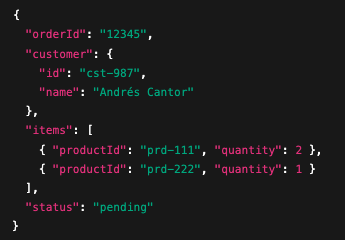 {
  "orderId": "12345",
  "customer": {
    "id": "cst-987",
    "name": "Andrés Cantor"
  },
  "items": [
    { "productId": "prd-111", "quantity": 2 },
    { "productId": "prd-222", "quantity": 1 }
  ],
  "status": "pending"
}